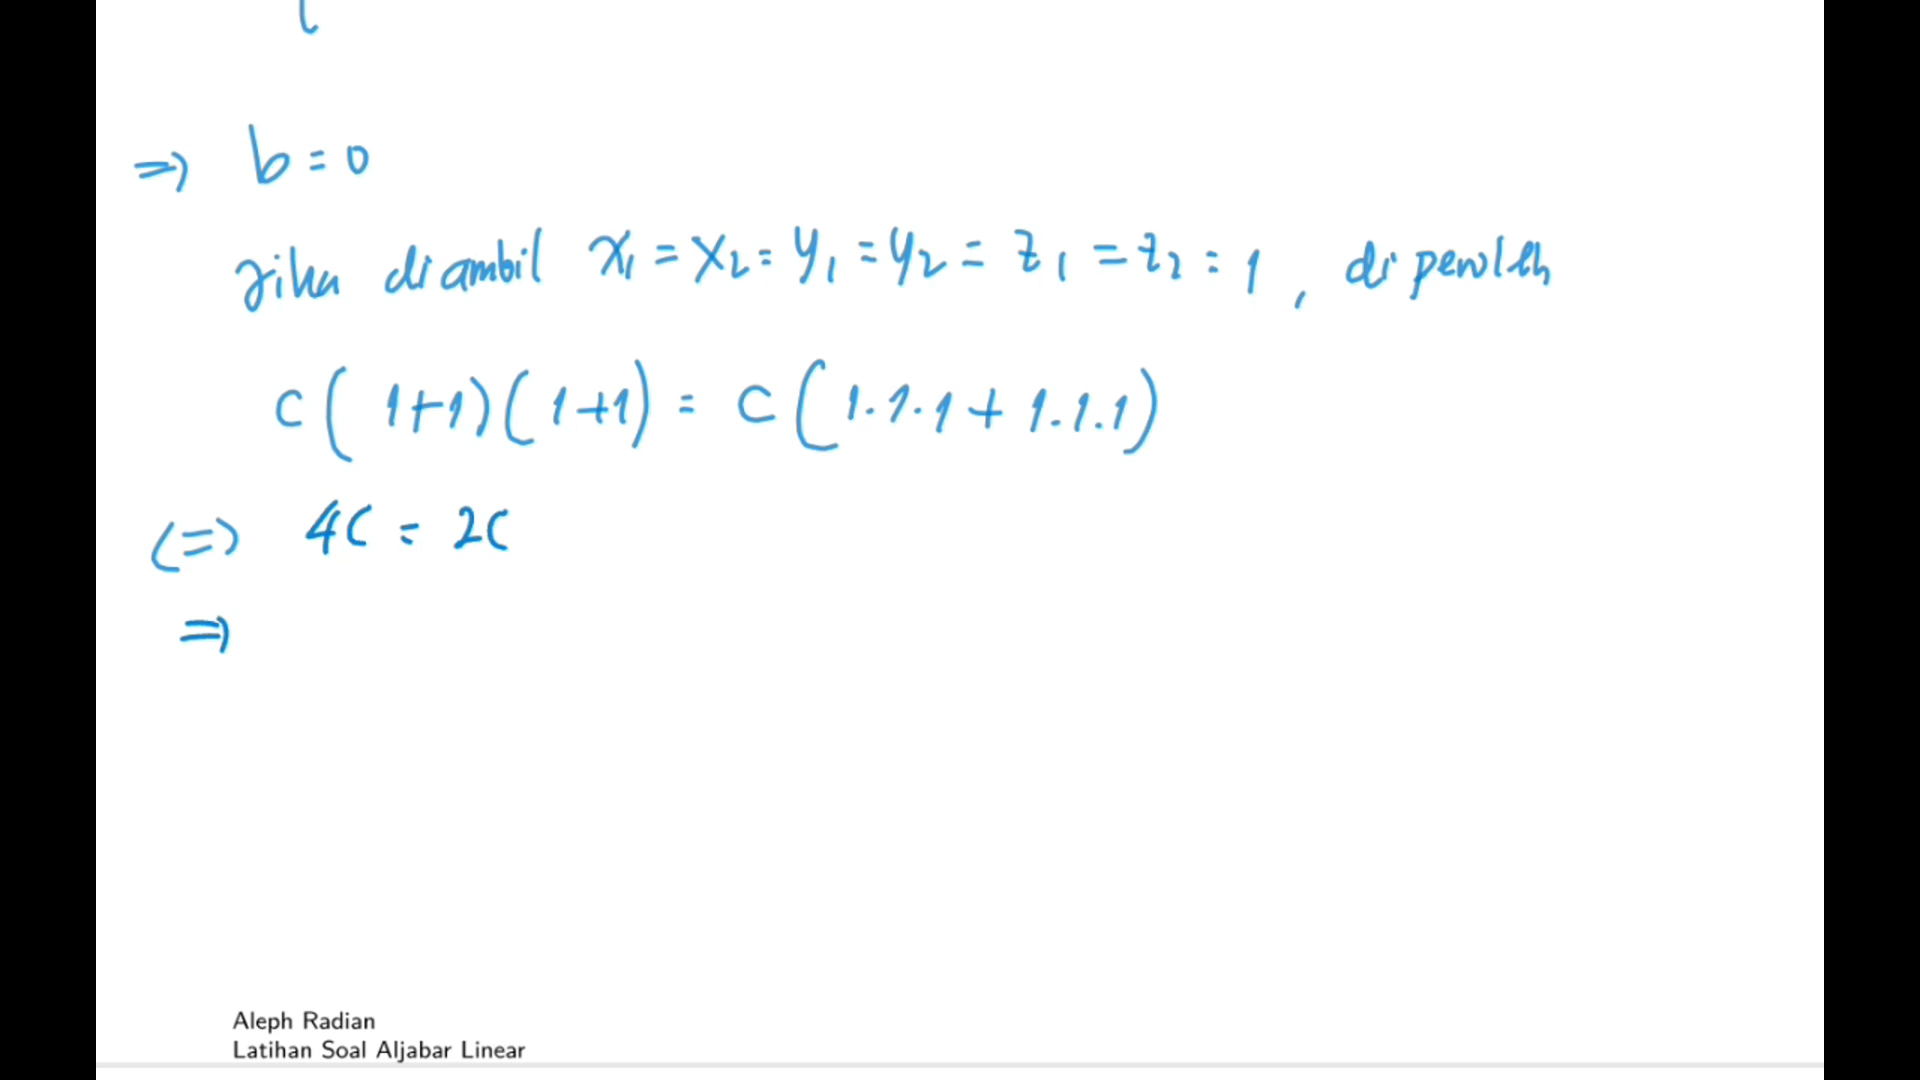 => b = 0
jika diambil x₁ = x₂ = y₁ = y₂ = z₁ = z₂ = 1, diperoleh
c(1+1)(1+1) = c(1.1.1 + 1.1.1)
<=> 4c = 2c
=>
Aleph Radian
Latihan Soal Aljabar Linear